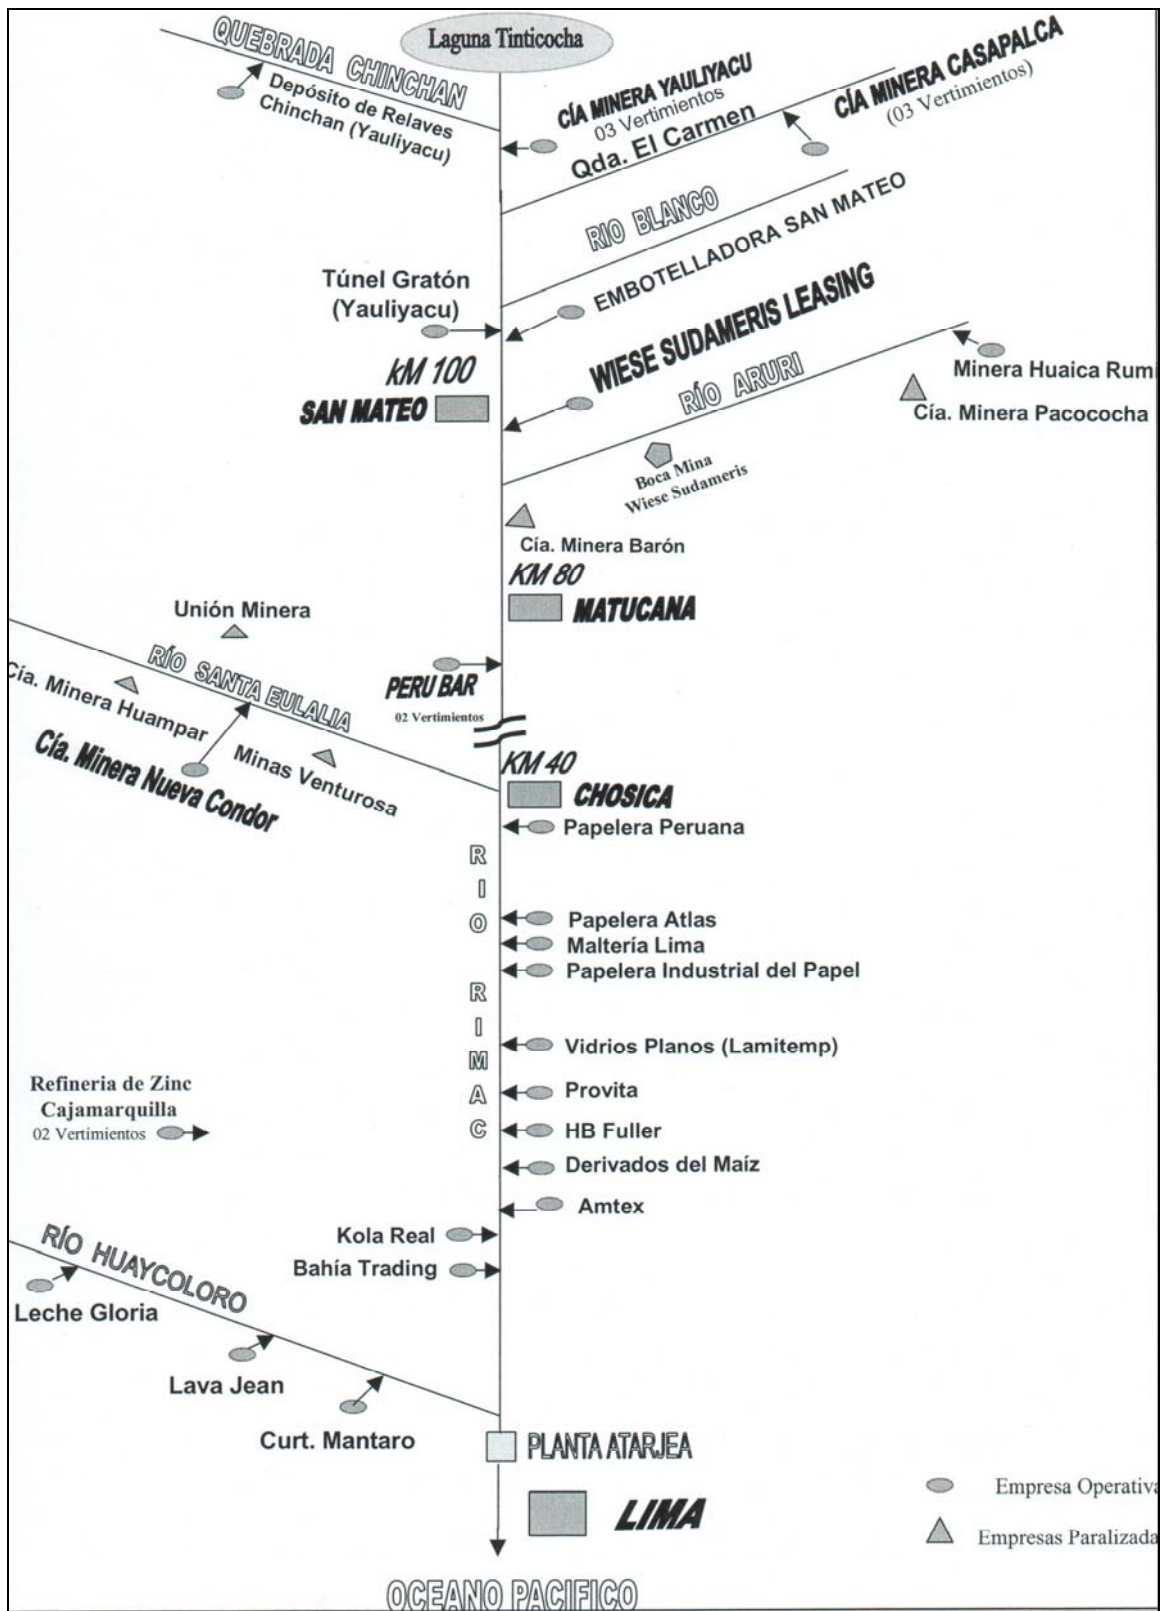 Laguna Tinticocha
QUEBRADA CHINCHAN
Depósito de Relaves
Chinchan (Yauliyacu)
CÍA MINERA YAULIYACU
03 Vertimientos
Qda. El Carmen
CÍA MINERA CASAPALCA
(03 Vertimientos)
RIO BLANCO
EMBOTELLADORA SAN MATEO
Túnel Gratón
(Yauliyacu)
WIESE SUDAMERIS LEASING
kM 100
SAN MATEO
RÍO ARURI
Minera Huaica Rumi
Cía. Minera Pacococha
Boca Mina
Wiese Sudameris
Cía. Minera Barón
KM 80
MATUCANA
Unión Minera
RÍO SANTA EULALIA
Cía. Minera Huampar
PERU BAR
02 Vertimientos
Minas Venturosa
Cía. Minera Nueva Condor
KM 40
CHOSICA
Papelera Peruana
RIO RIMAC
Papelera Atlas
Maltería Lima
Papelera Industrial del Papel
Vidrios Planos (Lamitemp)
Refineria de Zinc
Cajamarquilla
02 Vertimientos
Provita
HB Fuller
Derivados del Maíz
Amtex
Kola Real
Bahía Trading
RÍO HUAYCOLORO
Leche Gloria
Lava Jean
Curt. Mantaro
PLANTA ATARJEA
LIMA
Empresa Operativa
Empresas Paralizada
OCEANO PACIFICO